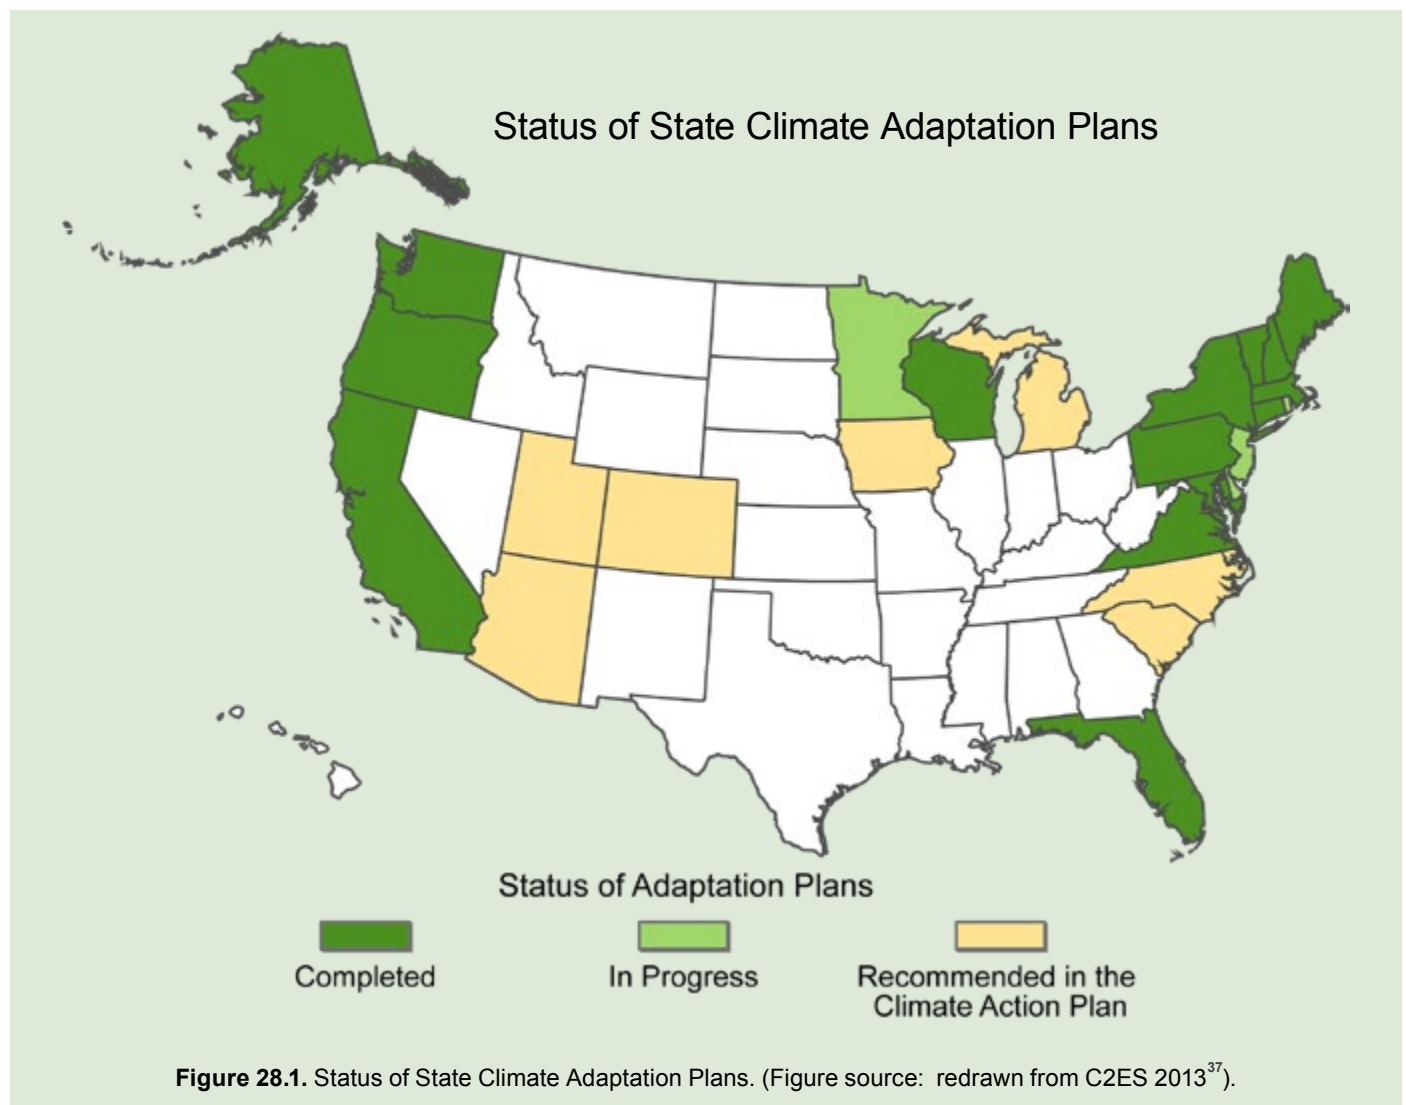 Status of State Climate Adaptation Plans
Status of Adaptation Plans
Completed
In Progress
Recommended in the
Climate Action Plan
Figure 28.1. Status of State Climate Adaptation Plans. (Figure source:  redrawn from C2ES 2013³⁷).